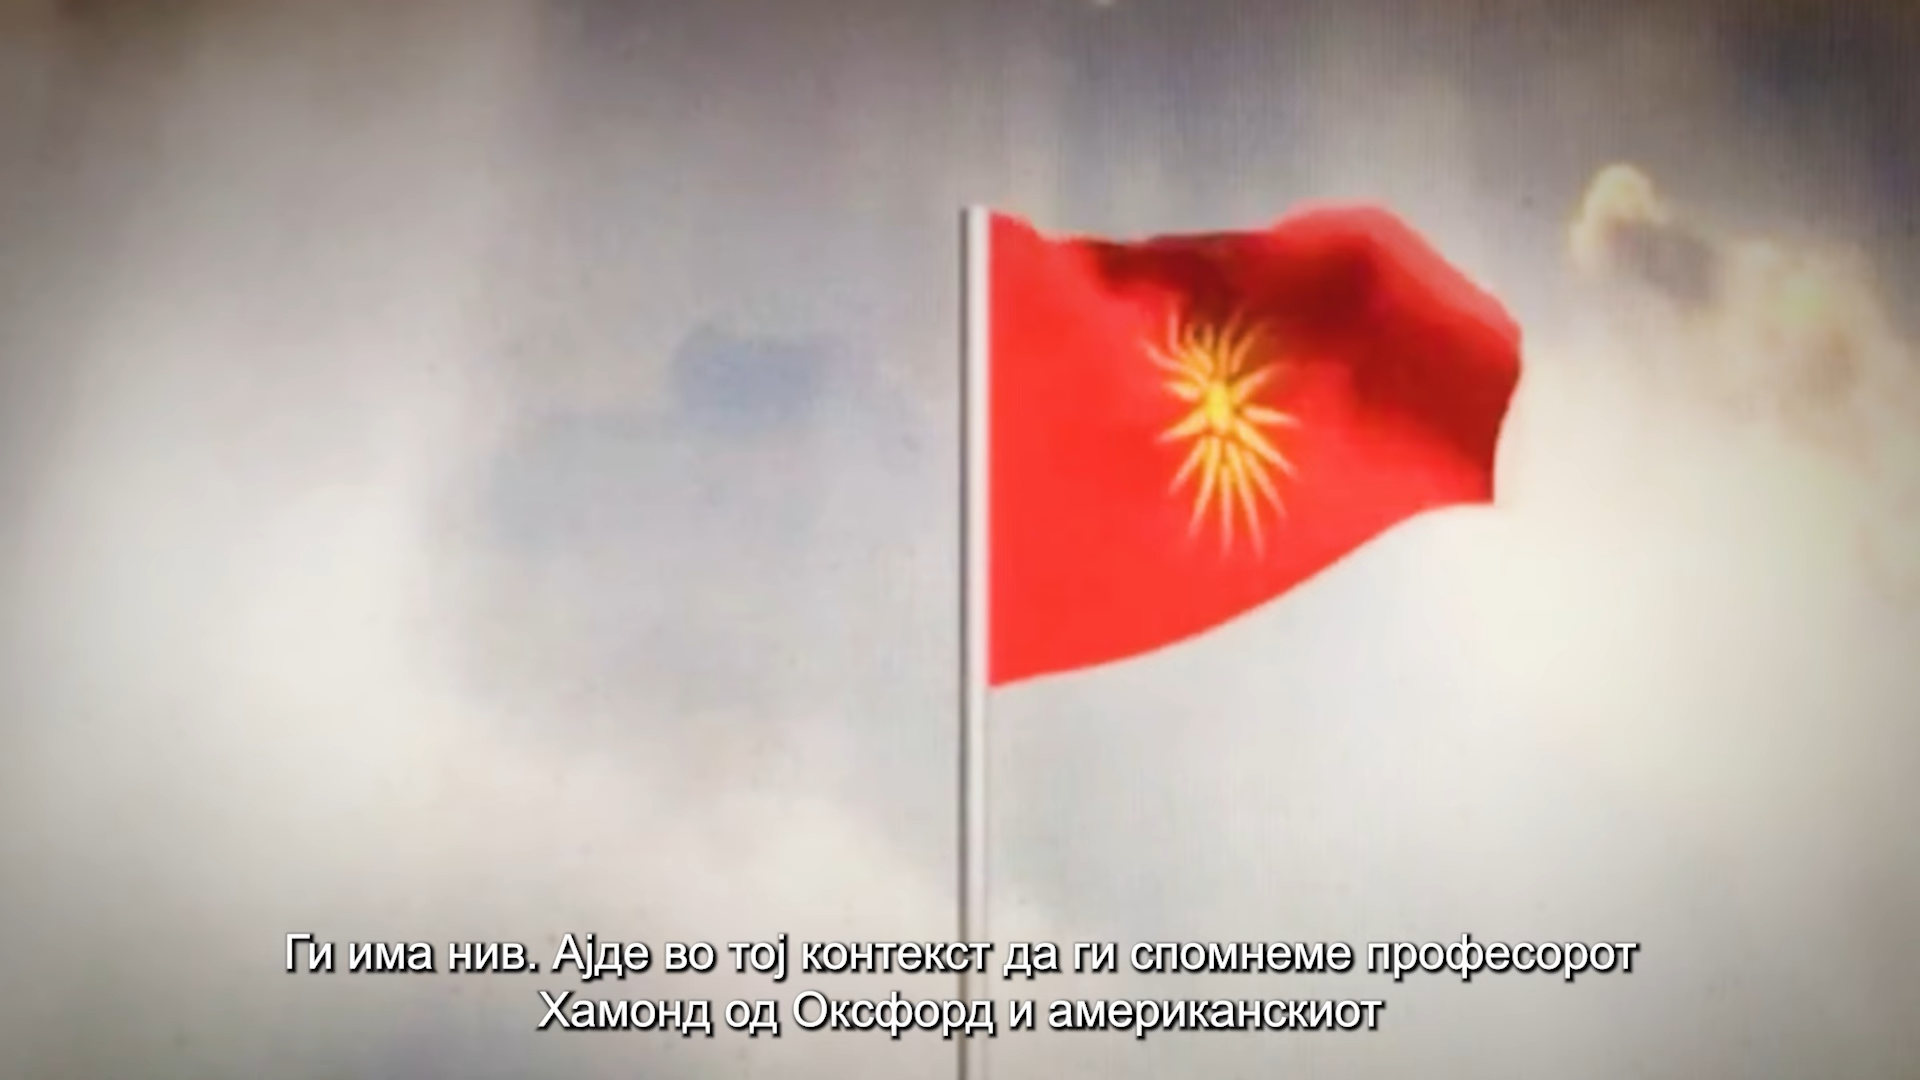 Ги има нив. Ајде во тој контекст да ги спомнеме професорот
Хамонд од Оксфорд и американскиот